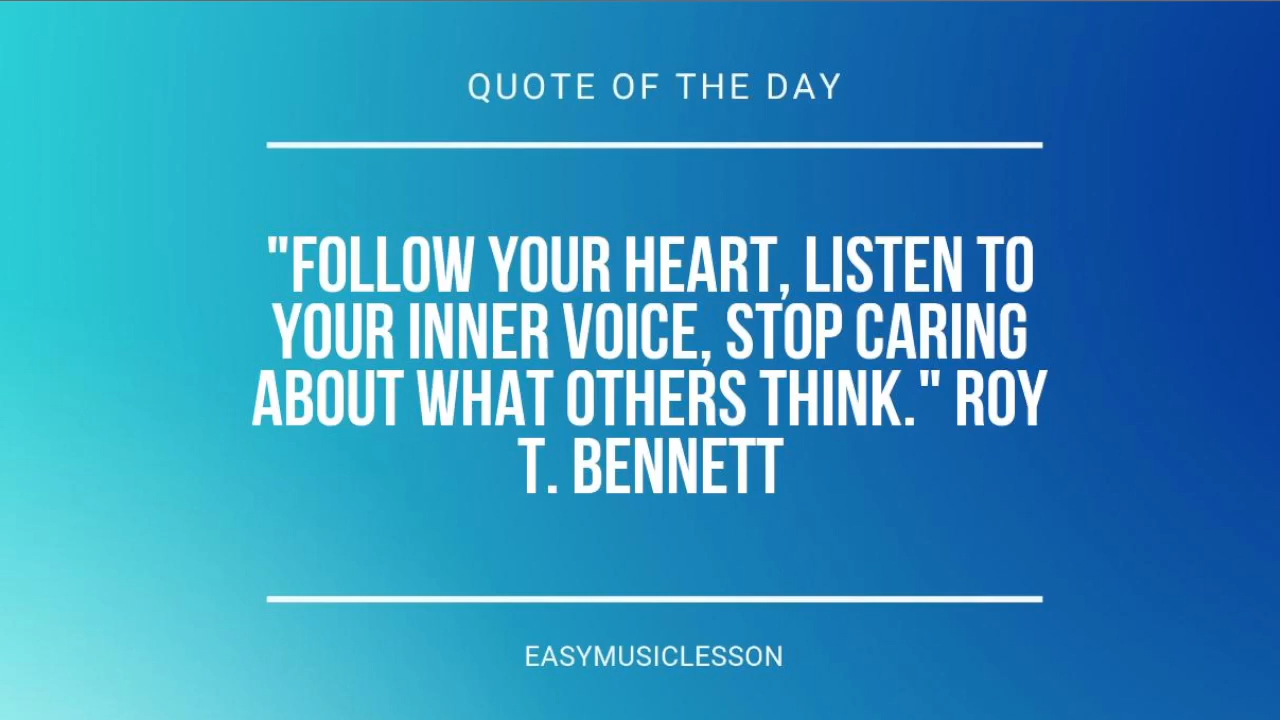 QUOTE OF THE DAY
"FOLLOW YOUR HEART, LISTEN TO
YOUR INNER VOICE, STOP CARING
ABOUT WHAT OTHERS THINK." ROY
T. BENNETT
EASYMUSICLESSON